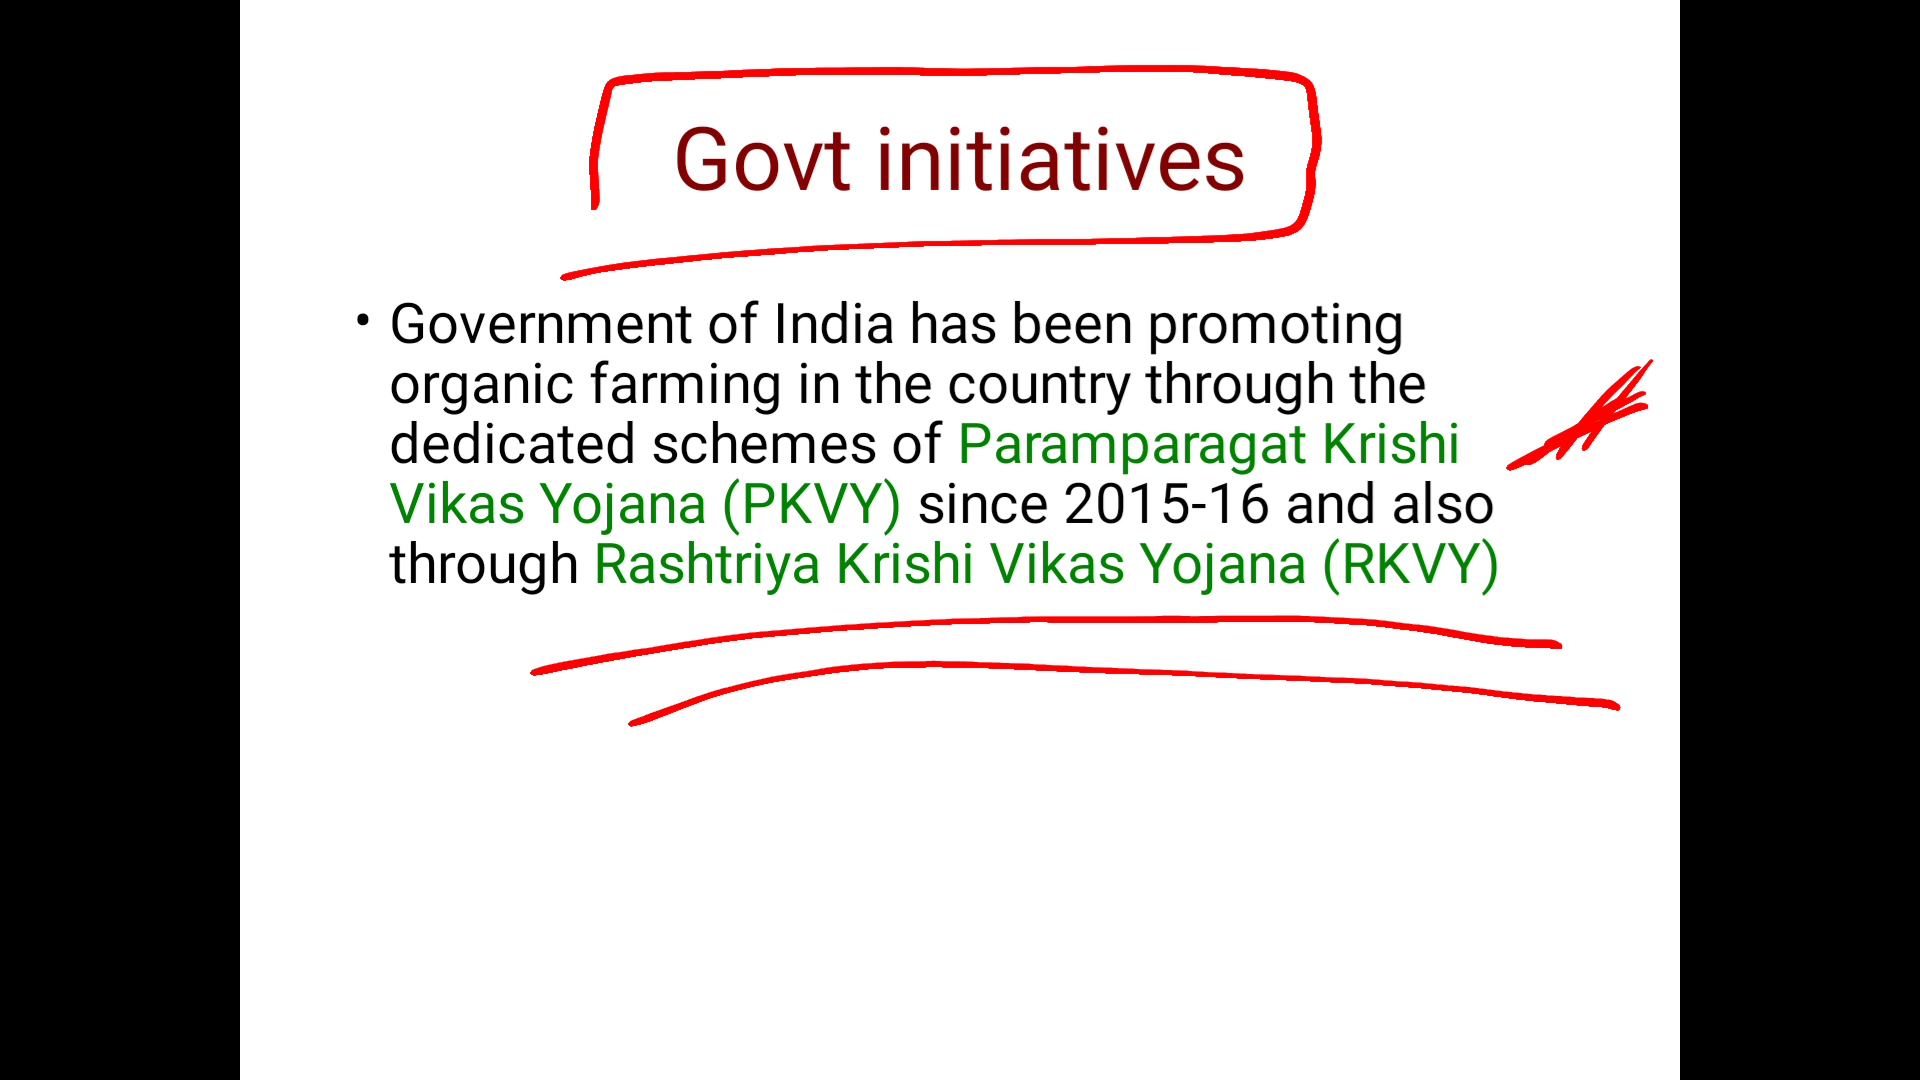 Govt initiatives
• Government of India has been promoting
organic farming in the country through the
dedicated schemes of Paramparagat Krishi
Vikas Yojana (PKVY) since 2015-16 and also
through Rashtriya Krishi Vikas Yojana (RKVY)